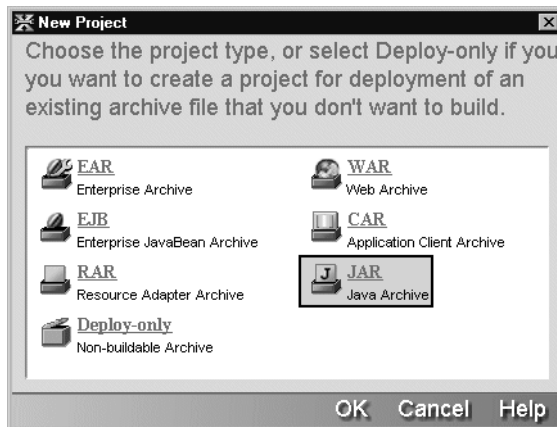 New Project
Choose the project type, or select Deploy-only if you
you want to create a project for deployment of an
existing archive file that you don't want to build.
EAR
Enterprise Archive
WAR
Web Archive
EJB
Enterprise JavaBean Archive
CAR
Application Client Archive
RAR
Resource Adapter Archive
J JAR
Java Archive
Deploy-only
Non-buildable Archive
OK Cancel Help